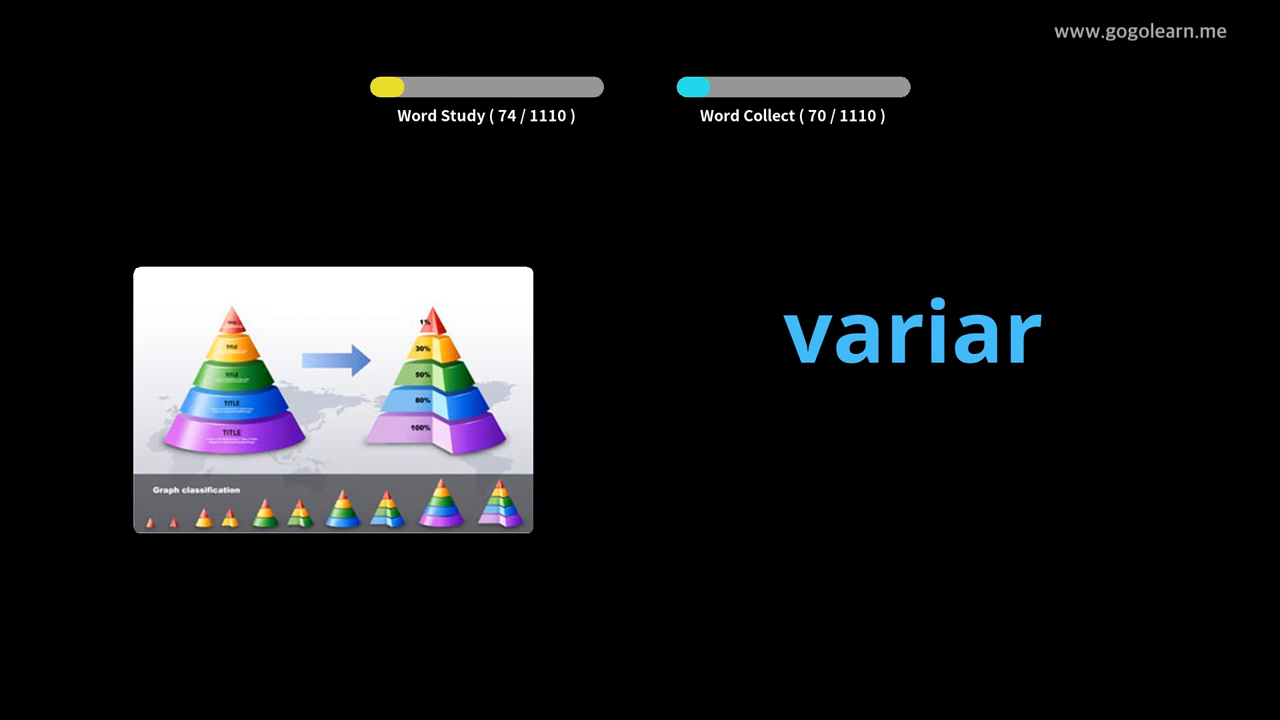 www.gogolearn.me
Word Study ( 74 / 1110 )
Word Collect ( 70 / 1110 )
variar
TITLE
TITLE
TITLE
TITLE
1%
30%
50%
80%
100%
Graph classification